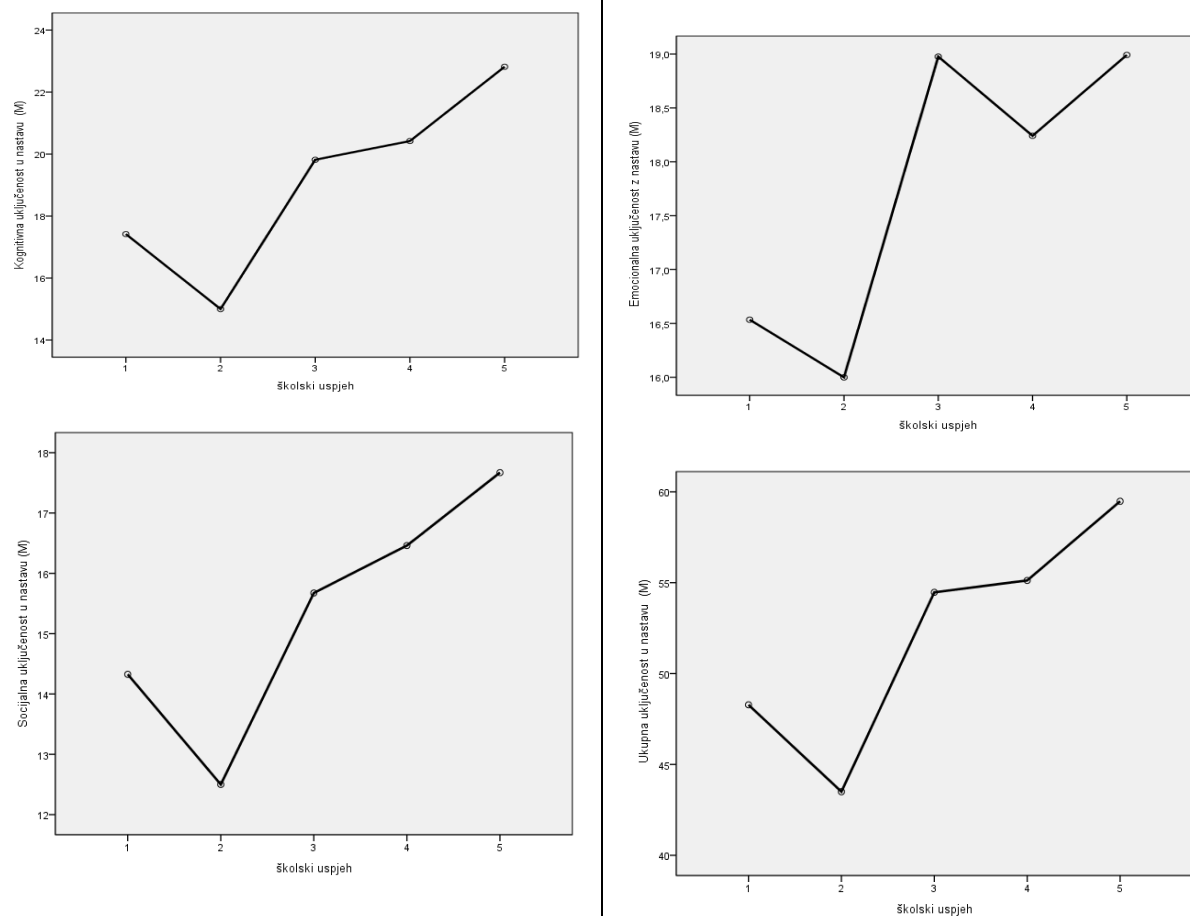 Kognitivna uključenost u nastavu (M)
24
22
20
18
16
14
1 2 3 4 5
školski uspjeh
Emocionalna uključenost z nastavu (M)
19,0
18,5
18,0
17,5
17,0
16,5
16,0
1 2 3 4 5
školski uspjeh
Socijalna uključenost u nastavu (M)
18
17
16
15
14
13
12
1 2 3 4 5
školski uspjeh
Ukupna uključenost u nastavu (M)
60
55
50
45
40
1 2 3 4 5
školski uspjeh